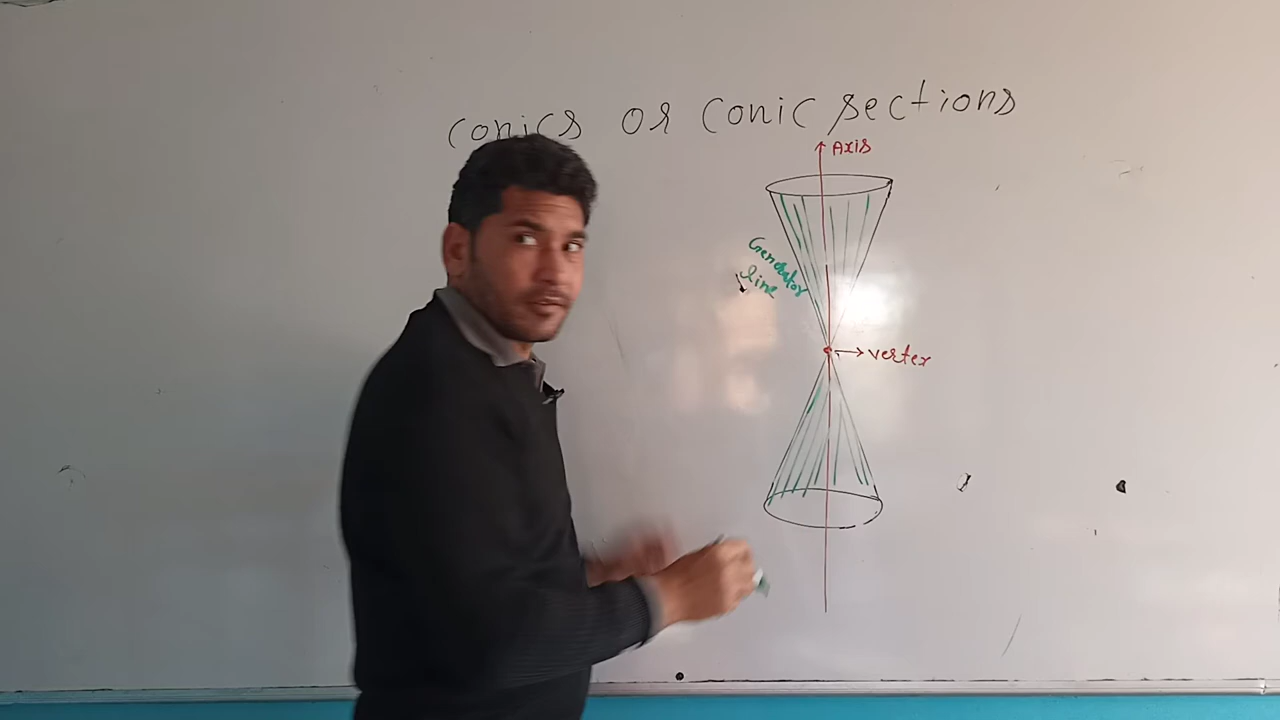 conics or conic sections
Axis
Generator
line
vertex